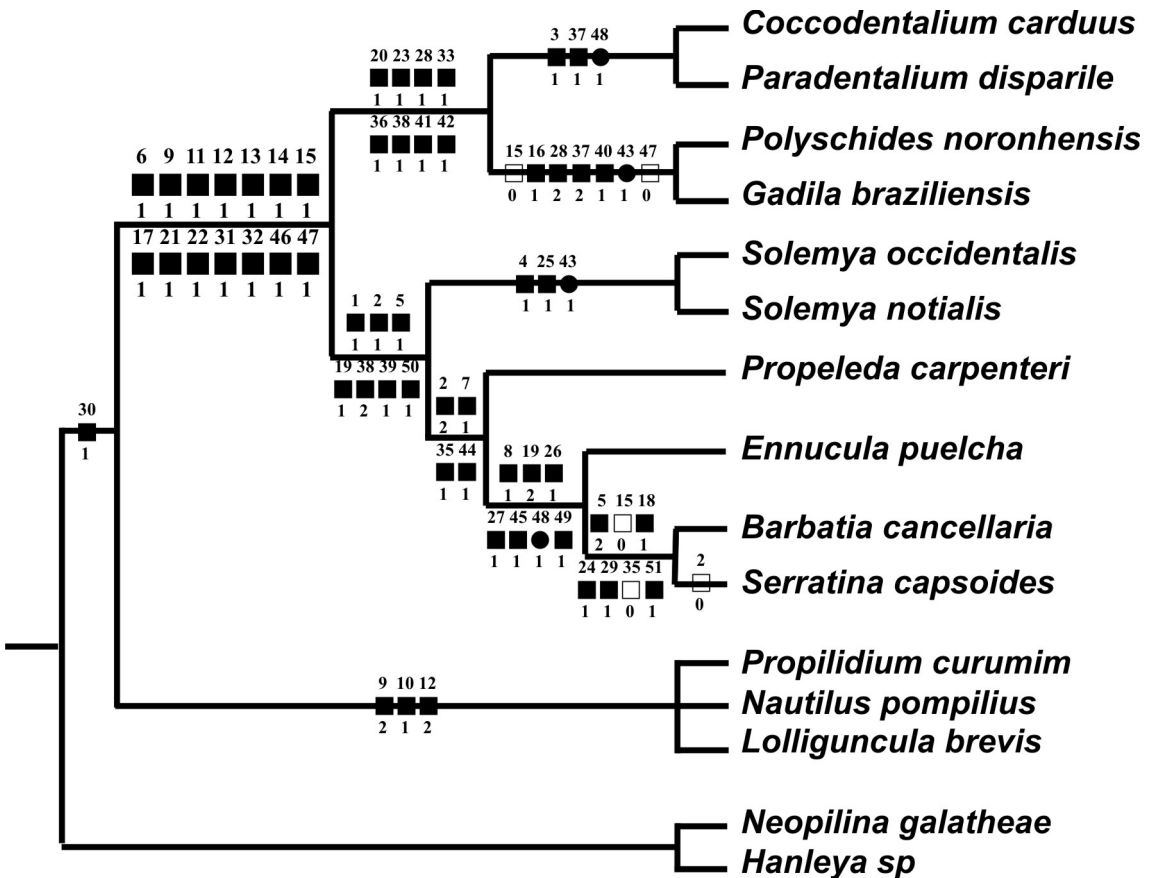 Coccodentalium carduus
3 37 48
1 1 1
20 23 28 33
1 1 1 1
Paradentalium disparile
36 38 41 42
1 1 1 1
Polyschides noronhensis
15 16 28 37 40 43 47
0 1 2 2 1 1 0
Gadila braziliensis
6 9 11 12 13 14 15
1 1 1 1 1 1 1
17 21 22 31 32 46 47
1 1 1 1 1 1 1
Solemya occidentalis
4 25 43
1 1 1
Solemya notialis
1 2 5
1 1 1
19 38 39 50
1 2 1 1
Propeleda carpenteri
2 7
2 1
35 44
1 1
30
1
Ennucula puelcha
8 19 26
1 2 1
27 45 48 49
1 1 1 1
5 15 18
2 0 1
Barbatia cancellaria
24 29 35 51
1 1 0 1
2
0
Serratina capsoides
Propilidium curumim
9 10 12
2 1 2
Nautilus pompilius
Lolliguncula brevis
Neopilina galatheae
Hanleya sp